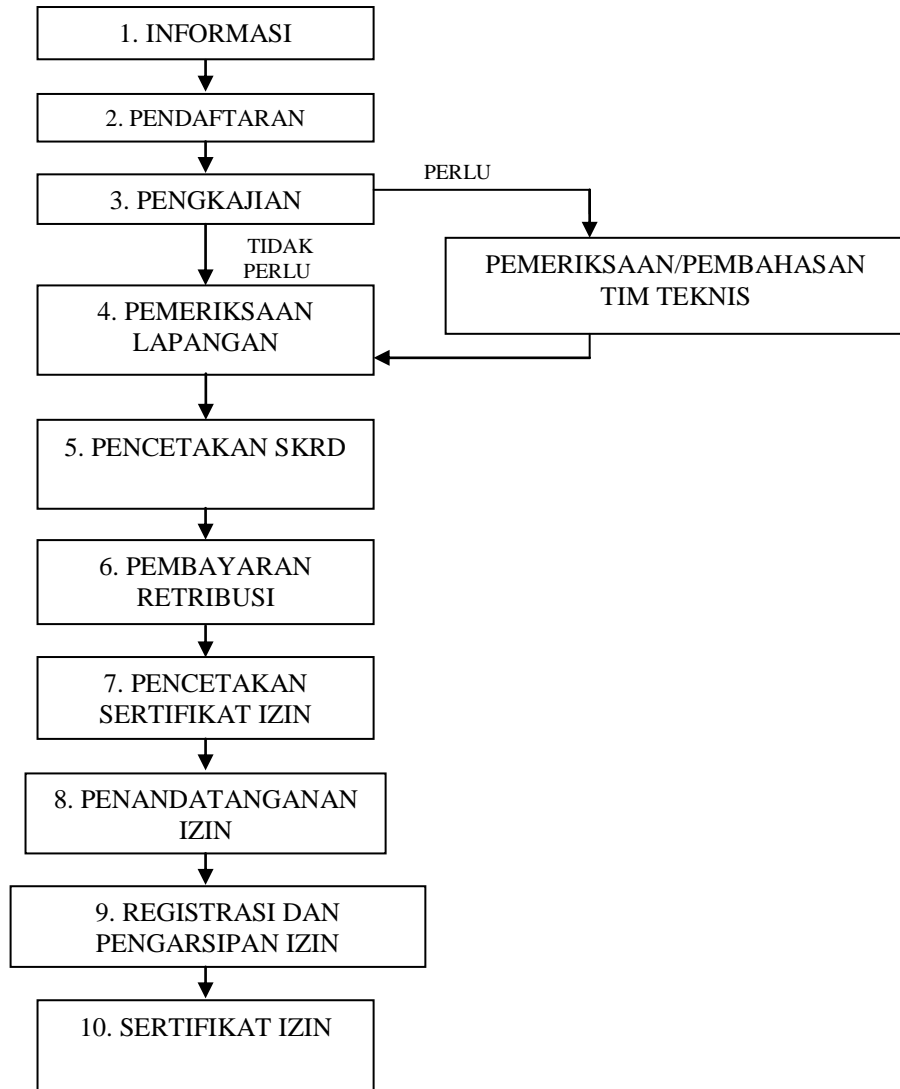 1. INFORMASI
2. PENDAFTARAN
3. PENGKAJIAN
PERLU
TIDAK
PERLU
PEMERIKSAAN/PEMBAHASAN
TIM TEKNIS
4. PEMERIKSAAN
LAPANGAN
5. PENCETAKAN SKRD
6. PEMBAYARAN
RETRIBUSI
7. PENCETAKAN
SERTIFIKAT IZIN
8. PENANDATANGANAN
IZIN
9. REGISTRASI DAN
PENGARSIPAN IZIN
10. SERTIFIKAT IZIN